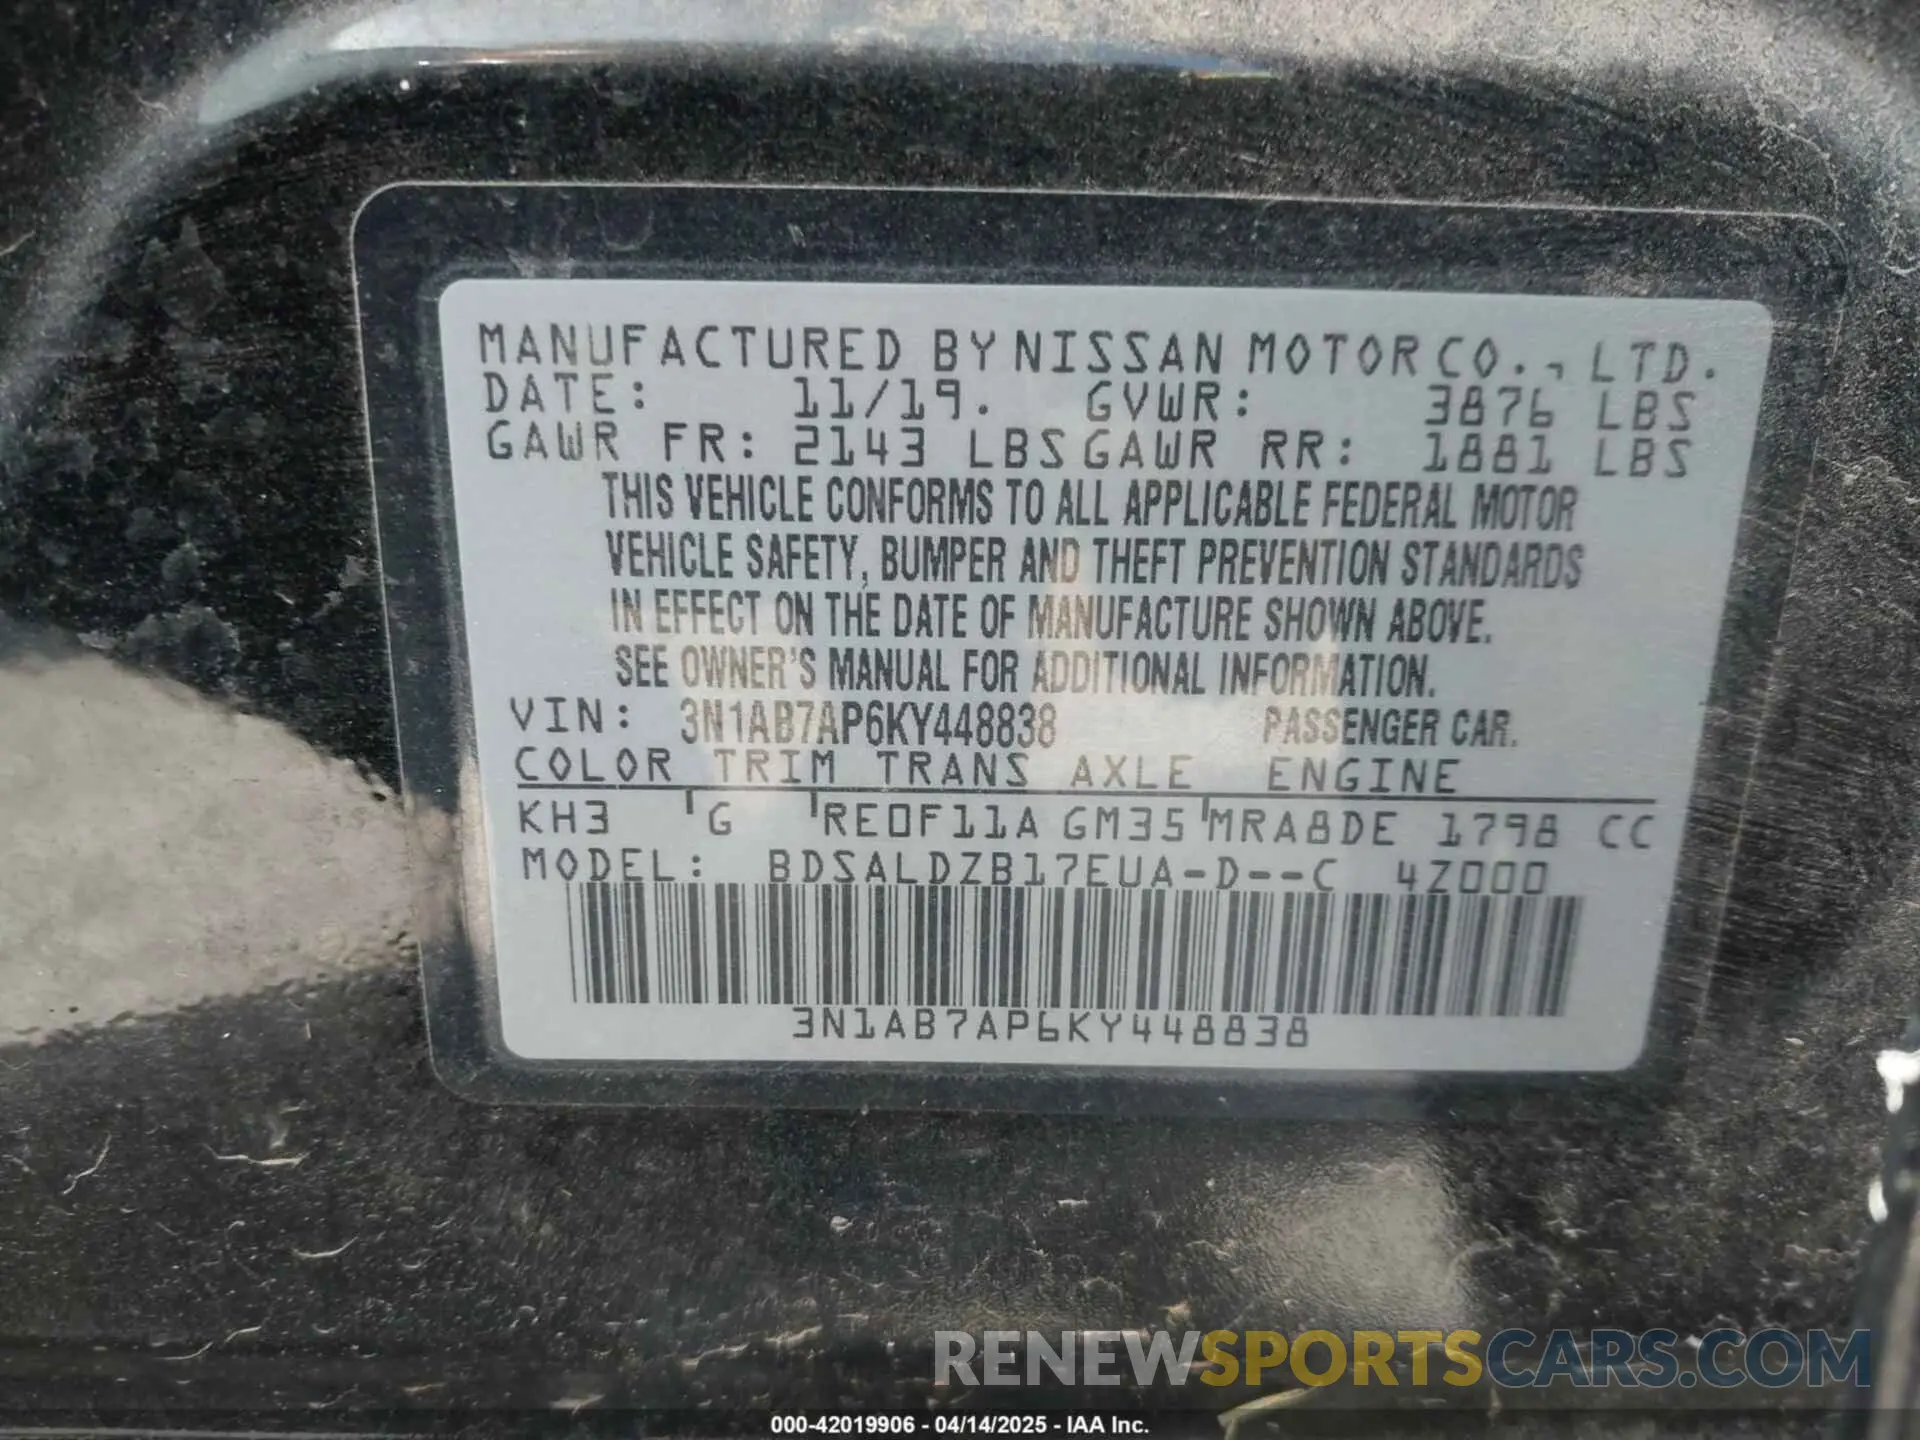 MANUFACTURED BY NISSAN MOTOR CO., LTD.
DATE: 11/19. GVWR: 3876 LBS
GAWR FR: 2143 LBS GAWR RR: 1881 LBS
THIS VEHICLE CONFORMS TO ALL APPLICABLE FEDERAL MOTOR
VEHICLE SAFETY, BUMPER AND THEFT PREVENTION STANDARDS
IN EFFECT ON THE DATE OF MANUFACTURE SHOWN ABOVE.
SEE OWNER'S MANUAL FOR ADDITIONAL INFORMATION.
VIN: 3N1AB7AP6KY448838 PASSENGER CAR.
COLOR TRIM TRANS AXLE ENGINE
KH3 G RE0F11A GM35 MRA8DE 1798 CC
MODEL: BDSALDZB17EUA-D--C 4Z000
3N1AB7AP6KY448838
RENEWSPORTSCARS.COM
000-42019906 - 04/14/2025 - IAA Inc.